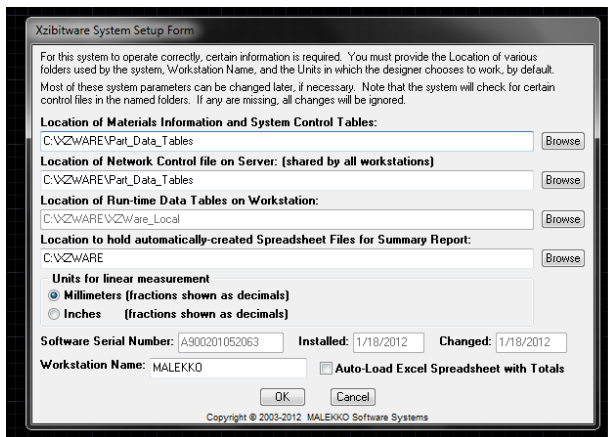 Xzibitware System Setup Form
For this system to operate correctly, certain information is required. You must provide the Location of various
folders used by the system, Workstation Name, and the Units in which the designer chooses to work, by default.
Most of these system parameters can be changed later, if necessary. Note that the system will check for certain
control files in the named folders. If any are missing, all changes will be ignored.
Location of Materials Information and System Control Tables:
C:\XZWARE\Part_Data_Tables Browse
Location of Network Control file on Server: (shared by all workstations)
C:\XZWARE\Part_Data_Tables Browse
Location of Run-time Data Tables on Workstation:
C:\XZWARE\XZWare_Local Browse
Location to hold automatically-created Spreadsheet Files for Summary Report:
C:\XZWARE Browse
Units for linear measurement
Millimeters (fractions shown as decimals)
Inches (fractions shown as decimals)
Software Serial Number: A900201052063 Installed: 1/18/2012 Changed: 1/18/2012
Workstation Name: MALEKKO Auto-Load Excel Spreadsheet with Totals
OK Cancel
Copyright © 2003-2012 MALEKKO Software Systems